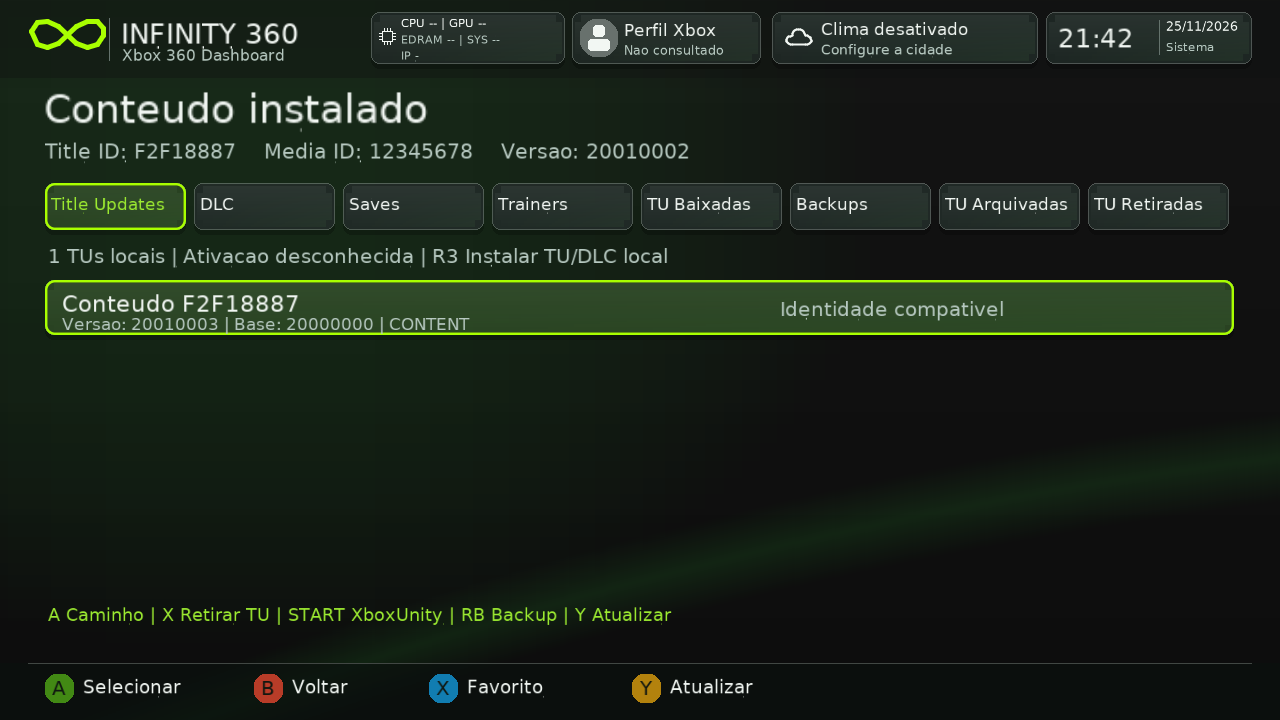 INFINITY 360
Xbox 360 Dashboard
CPU -- | GPU --
EDRAM -- | SYS --
IP -
Perfil Xbox
Nao consultado
Clima desativado
Configure a cidade
21:42
25/11/2026
Sistema
Conteudo instalado
Title ID: F2F18887 Media ID: 12345678 Versao: 20010002
Title Updates DLC Saves Trainers TU Baixadas Backups TU Arquivadas TU Retiradas
1 TUs locais | Ativacao desconhecida | R3 Instalar TU/DLC local
Conteudo F2F18887
Versao: 20010003 | Base: 20000000 | CONTENT
Identidade compativel
A Caminho | X Retirar TU | START XboxUnity | RB Backup | Y Atualizar
A Selecionar B Voltar X Favorito Y Atualizar